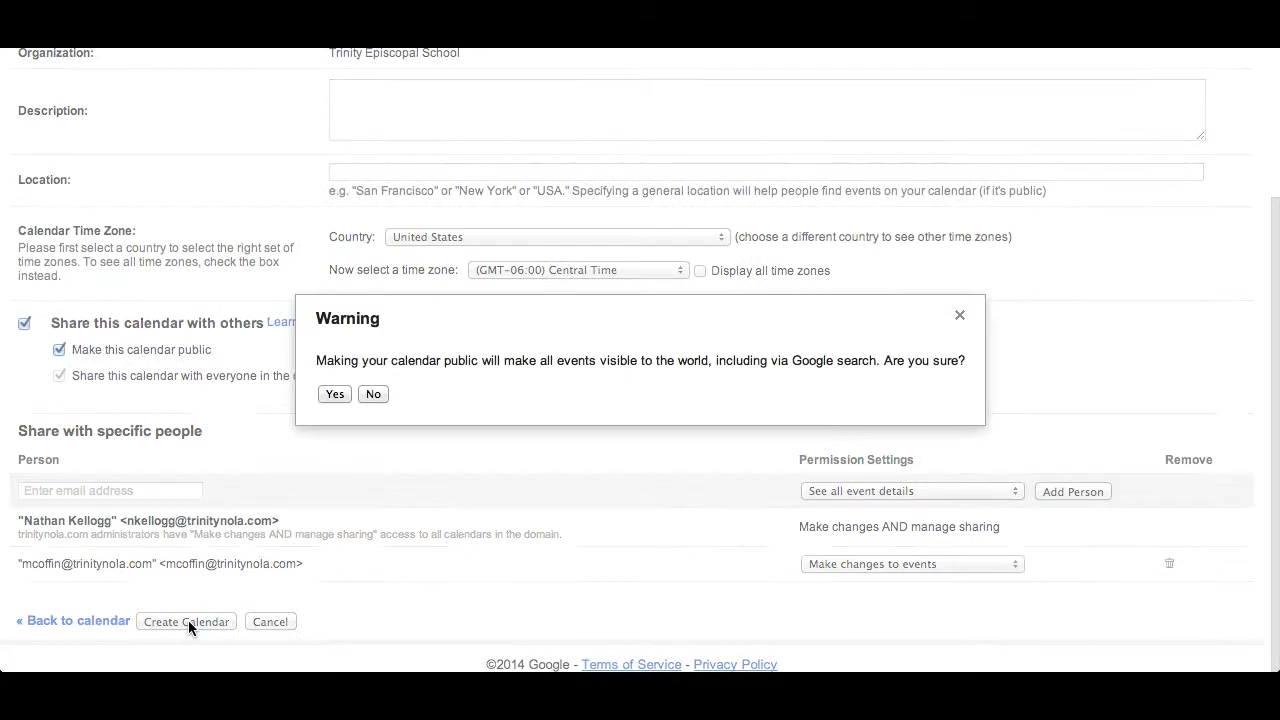 Organization: Trinity Episcopal School
Description:
Location:
e.g. "San Francisco" or "New York" or "USA." Specifying a general location will help people find events on your calendar (if it's public)
Calendar Time Zone:
Please first select a country to select the right set of
time zones. To see all time zones, check the box
instead.
Country: United States (choose a different country to see other time zones)
Now select a time zone: (GMT-06:00) Central Time Display all time zones
Share this calendar with others Learn
Make this calendar public
Share this calendar with everyone in the
Warning
Making your calendar public will make all events visible to the world, including via Google search. Are you sure?
Yes No
Share with specific people
Person Permission Settings Remove
Enter email address See all event details Add Person
"Nathan Kellogg" <nkellogg@trinitynola.com> Make changes AND manage sharing
trinitynola.com administrators have "Make changes AND manage sharing" access to all calendars in the domain.
"mcoffin@trinitynola.com" <mcoffin@trinitynola.com> Make changes to events
« Back to calendar Create Calendar Cancel
©2014 Google - Terms of Service - Privacy Policy